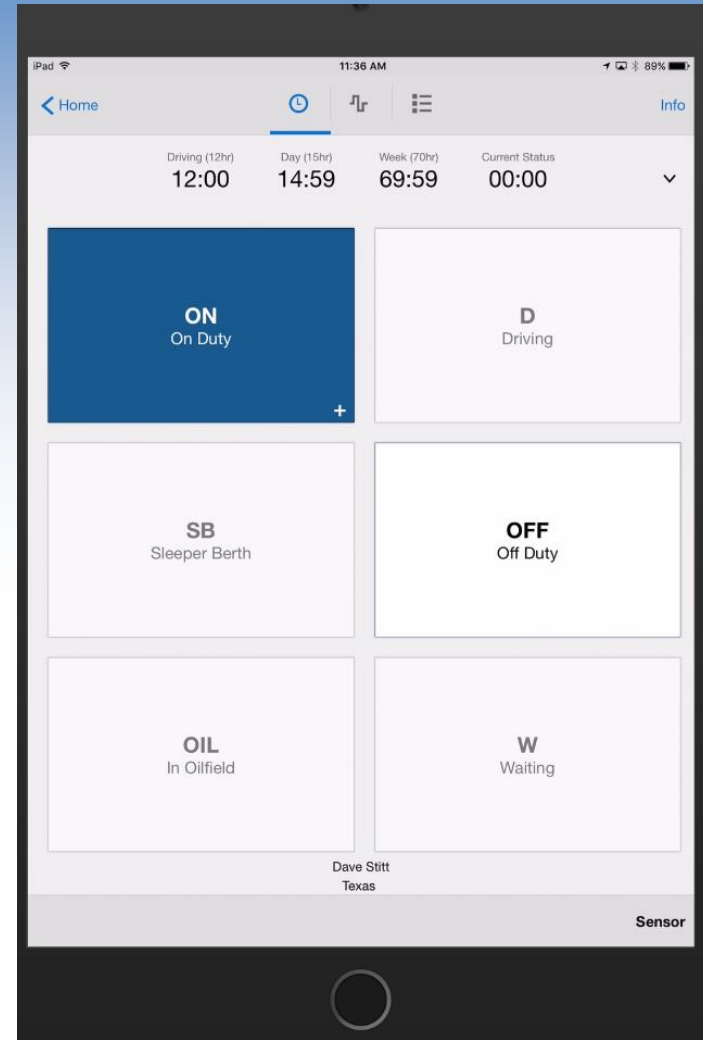 iPad 11:36 AM 89%
Home Info
Driving (12hr) Day (15hr) Week (70hr) Current Status
12:00 14:59 69:59 00:00
ON
On Duty
+
D
Driving
SB
Sleeper Berth
OFF
Off Duty
OIL
In Oilfield
W
Waiting
Dave Stitt
Texas
Sensor